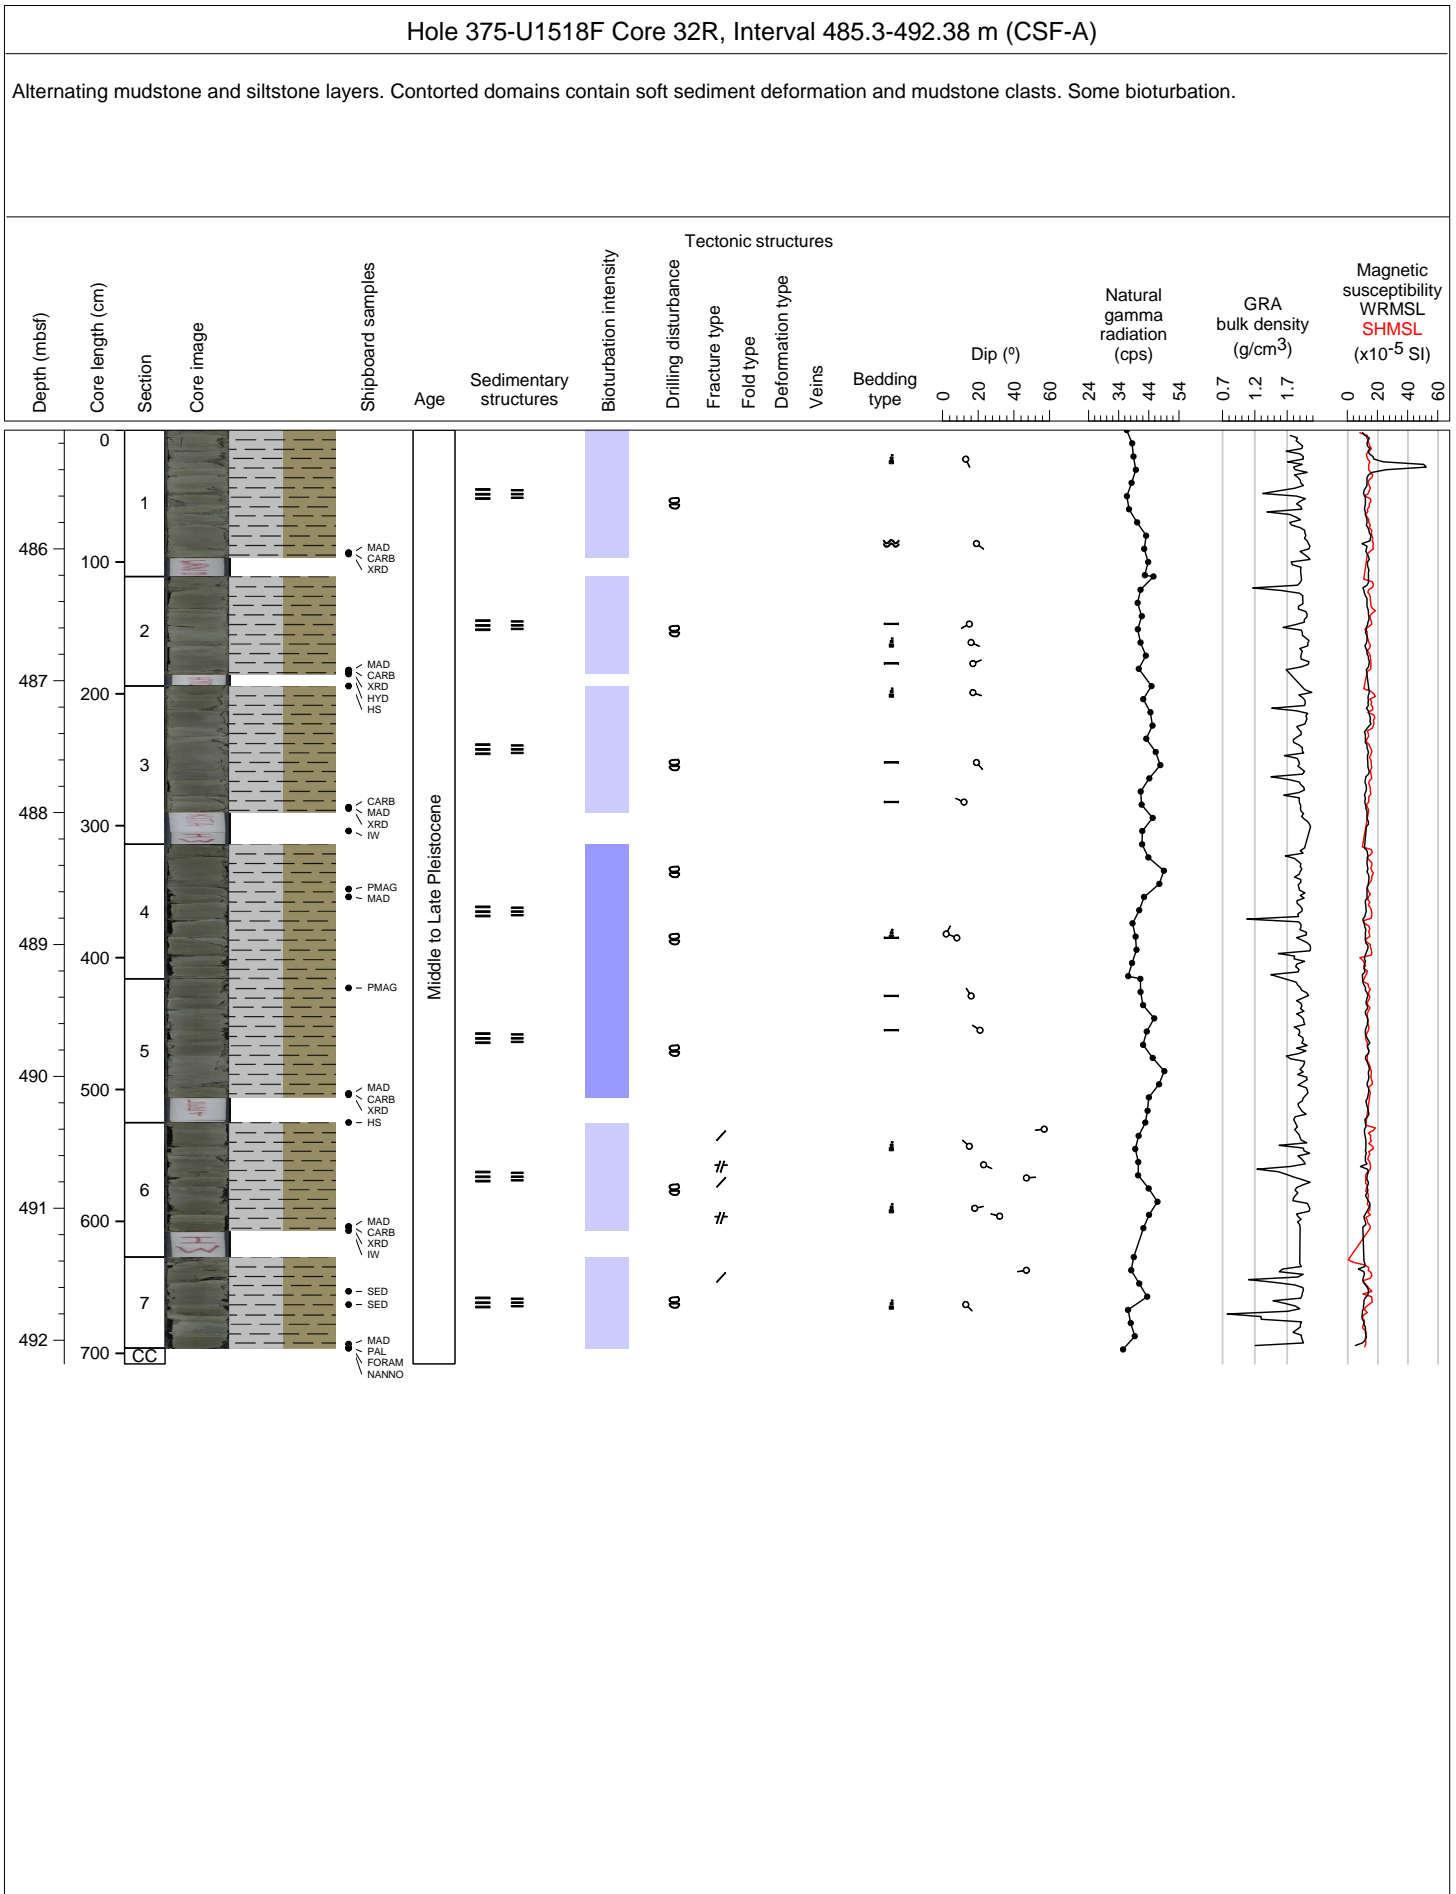 Hole 375-U1518F Core 32R, Interval 485.3-492.38 m (CSF-A)
Alternating mudstone and siltstone layers. Contorted domains contain soft sediment deformation and mudstone clasts. Some bioturbation.
Tectonic structures
Depth (mbsf)
Core length (cm)
Section
Core image
Shipboard samples
Age
Sedimentary
structures
Bioturbation intensity
Drilling disturbance
Fracture type
Fold type
Deformation type
Veins
Bedding
type
Dip (º)
0 20 40 60
Natural
gamma
radiation
(cps)
24 34 44 54
GRA
bulk density
(g/cm3)
0.7 1.2 1.7
Magnetic
susceptibility
WRMSL
SHMSL
(x10-5 SI)
0 20 40 60
486
487
488
489
490
491
492
0
100
200
300
400
500
600
700
1
2
3
4
5
6
7
CC
MAD
CARB
XRD
MAD
CARB
XRD
HYD
HS
CARB
MAD
XRD
IW
PMAG
MAD
PMAG
MAD
CARB
XRD
HS
MAD
CARB
XRD
IW
SED
SED
MAD
PAL
FORAM
NANNO
Middle to Late Pleistocene